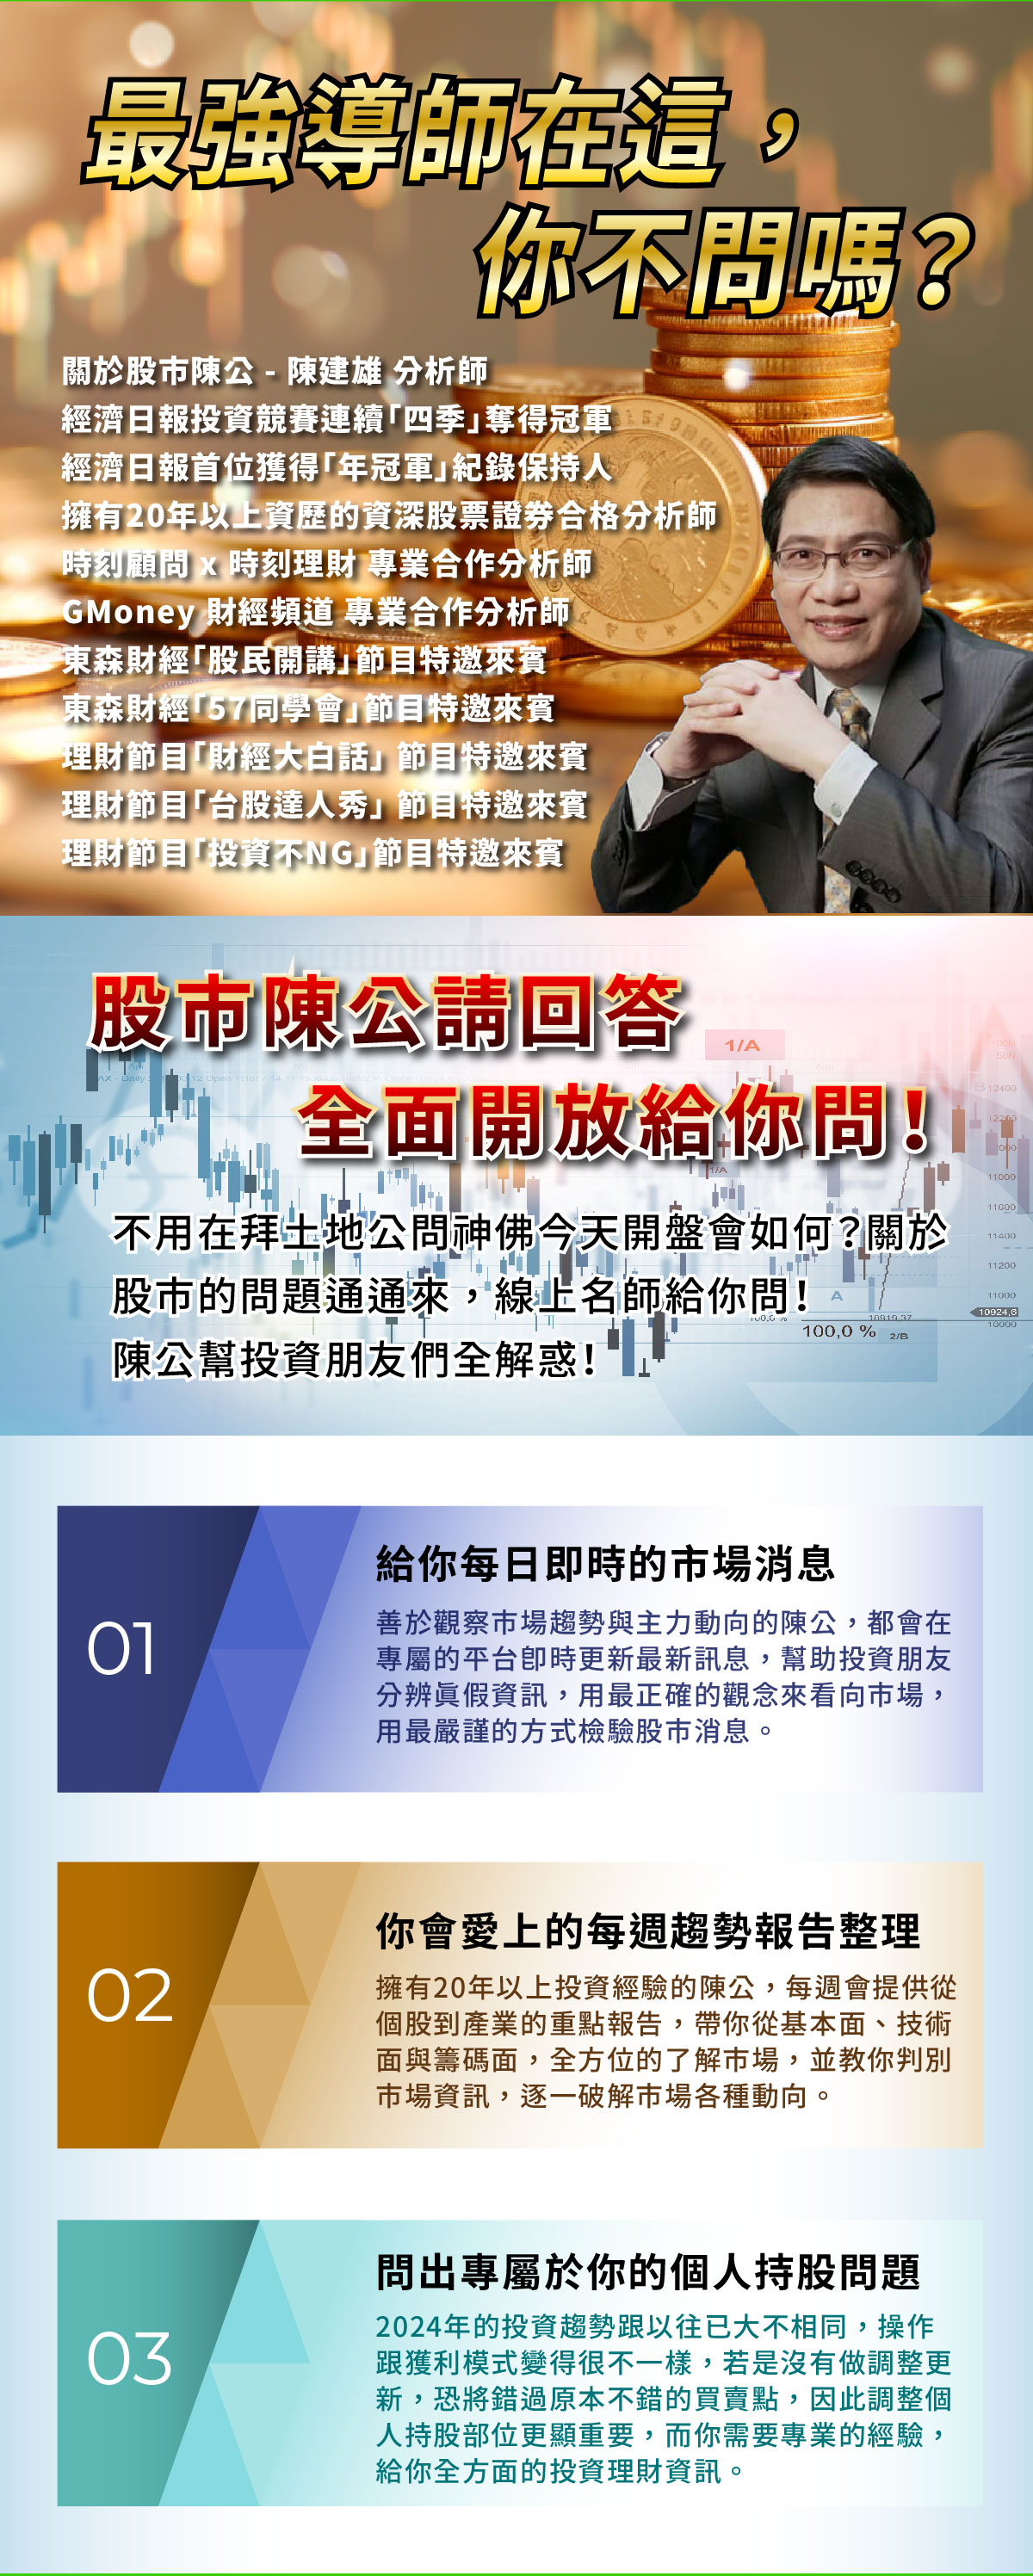 最強導師在這，
你不問嗎？
關於股市陳公 - 陳建雄 分析師
經濟日報投資競賽連續「四季」奪得冠軍
經濟日報首位獲得「年冠軍」紀錄保持人
擁有20年以上資歷的資深股票證券合格分析師
時刻顧問 x 時刻理財 專業合作分析師
GMoney 財經頻道 專業合作分析師
東森財經「股民開講」節目特邀來賓
東森財經「57同學會」節目特邀來賓
理財節目「財經大白話」 節目特邀來賓
理財節目「台股達人秀」 節目特邀來賓
理財節目「投資不NG」節目特邀來賓
股市陳公請回答
1/A
全面開放給你問！
12400
11000
1/A
11600
不用在拜土地公問神佛今天開盤會如何？關於
11400
11200
股市的問題通通來，線上名師給你問！
A
11000
10924,6
10919,37
10000
100,0 %
2/B
陳公幫投資朋友們全解惑！
01
給你每日即時的市場消息
善於觀察市場趨勢與主力動向的陳公，都會在
專屬的平台即時更新最新訊息，幫助投資朋友
分辨真假資訊，用最正確的觀念來看向市場，
用最嚴謹的方式檢驗股市消息。
02
你會愛上的每週趨勢報告整理
擁有20年以上投資經驗的陳公，每週會提供從
個股到產業的重點報告，帶你從基本面、技術
面與籌碼面，全方位的了解市場，並教你判別
市場資訊，逐一破解市場各種動向。
03
問出專屬於你的個人持股問題
2024年的投資趨勢跟以往已大不相同，操作
跟獲利模式變得很不一樣，若是沒有做調整更
新，恐將錯過原本不錯的買賣點，因此調整個
人持股部位更顯重要，而你需要專業的經驗，
給你全方面的投資理財資訊。